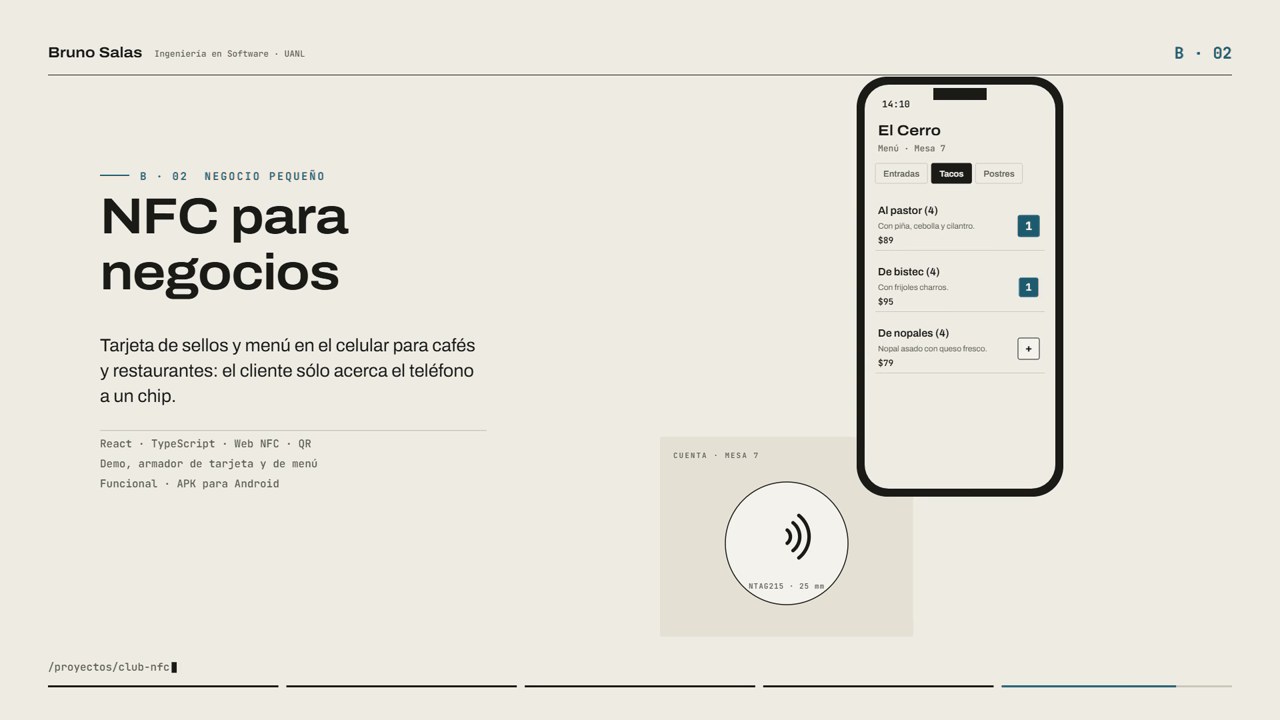 Bruno Salas
Ingeniería en Software · UANL
B · 02
B · 02 NEGOCIO PEQUEÑO
NFC para
negocios
Tarjeta de sellos y menú en el celular para cafés
y restaurantes: el cliente sólo acerca el teléfono
a un chip.
React · TypeScript · Web NFC · QR
Demo, armador de tarjeta y de menú
Funcional · APK para Android
14:10
El Cerro
Menú · Mesa 7
Entradas
Tacos
Postres
Al pastor (4)
Con piña, cebolla y cilantro.
$89
1
De bistec (4)
Con frijoles charros.
$95
1
De nopales (4)
Nopal asado con queso fresco.
$79
+
CUENTA · MESA 7
NTAG215 · 25 mm
/proyectos/club-nfc